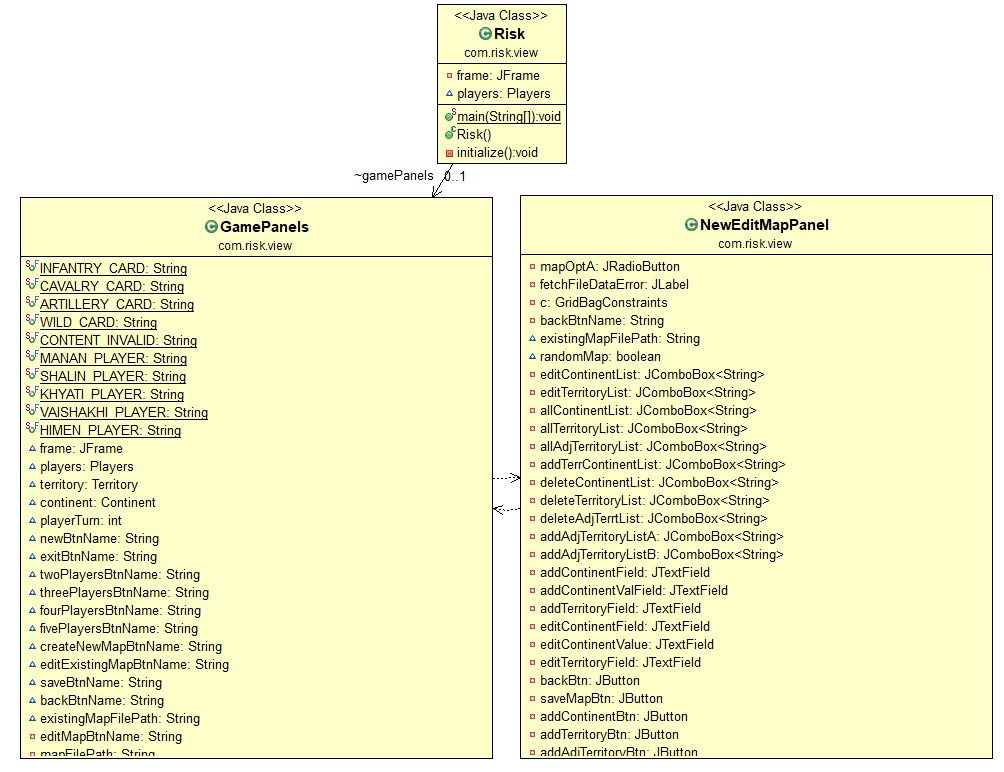 <<Java Class>>
Risk
com.risk.view
frame: JFrame
players: Players
main(String[]):void
Risk()
initialize():void
~gamePanels 0..1
<<Java Class>>
GamePanels
com.risk.view
INFANTRY_CARD: String
CAVALRY_CARD: String
ARTILLERY_CARD: String
WILD_CARD: String
CONTENT_INVALID: String
MANAN_PLAYER: String
SHALIN_PLAYER: String
KHYATI_PLAYER: String
VAISHAKHI_PLAYER: String
HIMEN_PLAYER: String
frame: JFrame
players: Players
territory: Territory
continent: Continent
playerTurn: int
newBtnName: String
exitBtnName: String
twoPlayersBtnName: String
threePlayersBtnName: String
fourPlayersBtnName: String
fivePlayersBtnName: String
createNewMapBtnName: String
editExistingMapBtnName: String
saveBtnName: String
backBtnName: String
existingMapFilePath: String
editMapBtnName: String
mapFilePath: String
<<Java Class>>
NewEditMapPanel
com.risk.view
mapOptA: JRadioButton
fetchFileDataError: JLabel
c: GridBagConstraints
backBtnName: String
existingMapFilePath: String
randomMap: boolean
editContinentList: JComboBox<String>
editTerritoryList: JComboBox<String>
allContinentList: JComboBox<String>
allTerritoryList: JComboBox<String>
allAdjTerritoryList: JComboBox<String>
addTerrContinentList: JComboBox<String>
deleteContinentList: JComboBox<String>
deleteTerritoryList: JComboBox<String>
deleteAdjTerrtList: JComboBox<String>
addAdjTerritoryListA: JComboBox<String>
addAdjTerritoryListB: JComboBox<String>
addContinentField: JTextField
addContinentValField: JTextField
addTerritoryField: JTextField
editContinentField: JTextField
editContinentValue: JTextField
editTerritoryField: JTextField
backBtn: JButton
saveMapBtn: JButton
addContinentBtn: JButton
addTerritoryBtn: JButton
addAdjTerritoryBtn: JButton